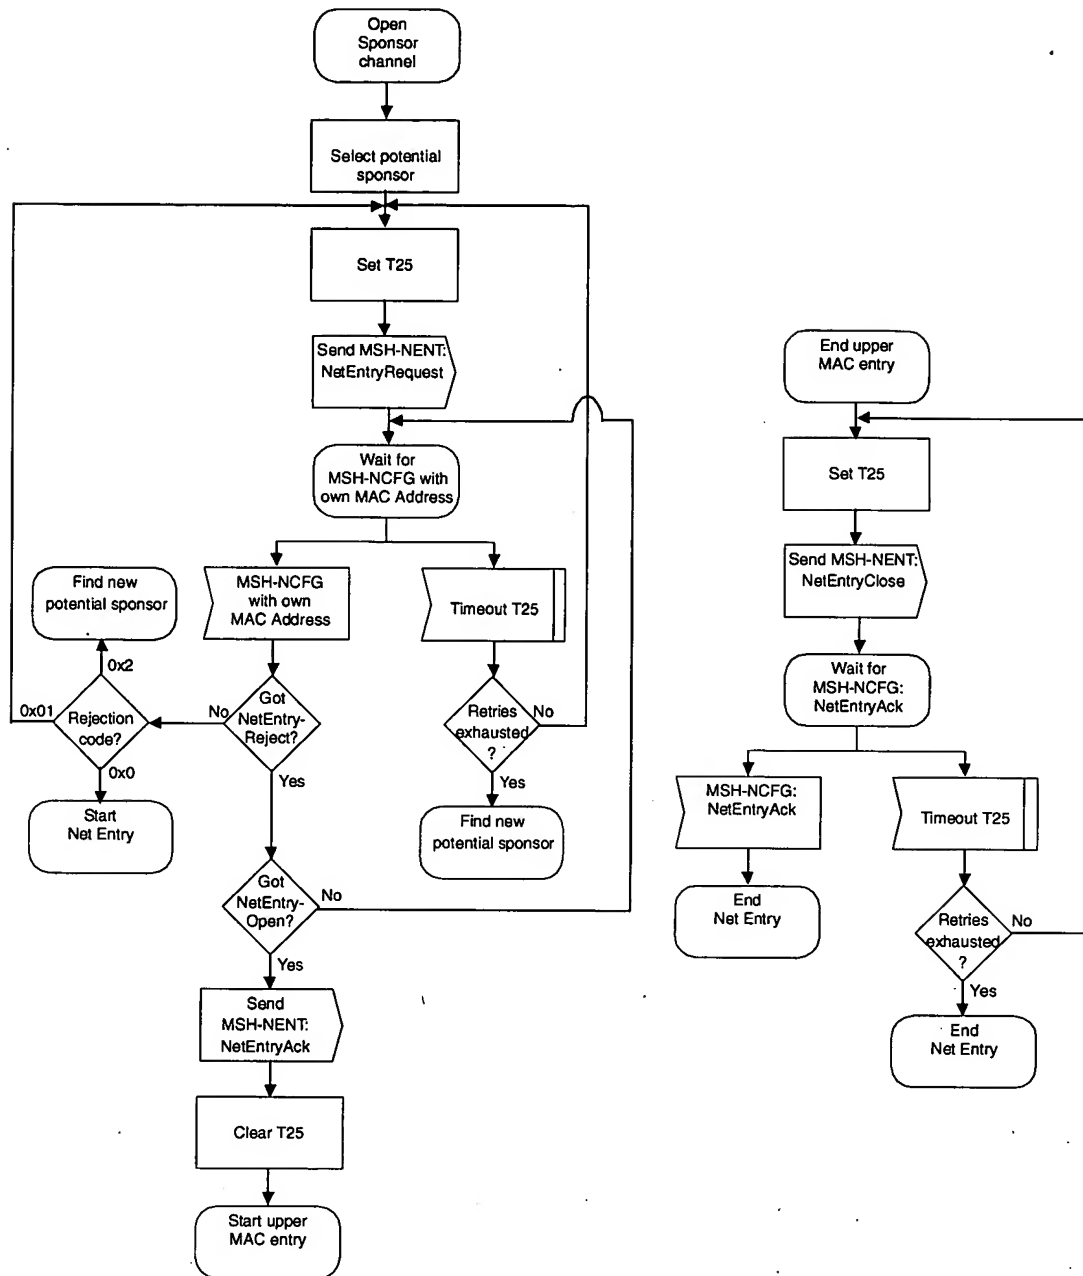 Open
Sponsor
channel
Select potential
sponsor
Set T25
Send MSH-NENT:
NetEntryRequest
Wait for
MSH-NCFG with
own MAC Address
MSH-NCFG
with own
MAC Address
Timeout T25
Find new
potential sponsor
0x2
0x01
Rejection
code?
0x0
No
Got
NetEntry-
Reject?
Yes
Retries
exhausted
?
No
Yes
Start
Net Entry
Find new
potential sponsor
Got
NetEntry-
Open?
No
Yes
Send
MSH-NENT:
NetEntryAck
Clear T25
Start upper
MAC entry
End upper
MAC entry
Set T25
Send MSH-NENT:
NetEntryClose
Wait for
MSH-NCFG:
NetEntryAck
MSH-NCFG:
NetEntryAck
Timeout T25
End
Net Entry
Retries
exhausted
?
No
Yes
End
Net Entry